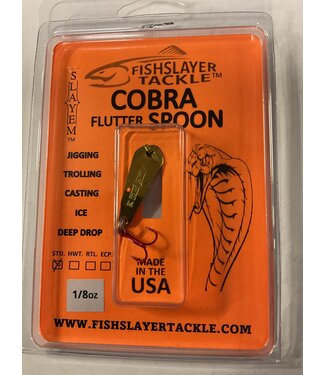 FISHSLAYER
TACKLE™
SLAYEM™
COBRA
FLUTTER SPOON
JIGGING
TROLLING
CASTING
ICE
DEEP DROP
STD. HWT. RTL. ECP.
1/8oz
MADE
IN THE
USA
WWW.FISHSLAYERTACKLE.COM